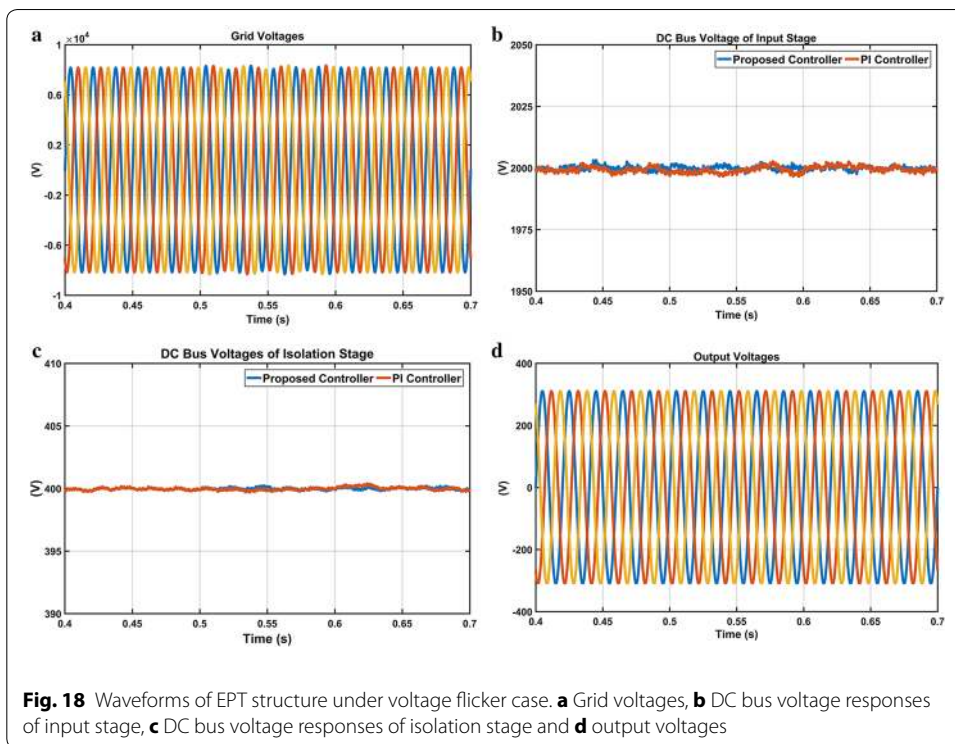 a
Grid Voltages
1 ×10⁴
0.6
0.2
-0.2
-0.6
-1
(V)
0.4 0.45 0.5 0.55 0.6 0.65 0.7
Time (s)
b
DC Bus Voltage of Input Stage
Proposed Controller PI Controller
2050
2025
2000
1975
1950
(V)
0.4 0.45 0.5 0.55 0.6 0.65 0.7
Time (s)
c
DC Bus Voltages of Isolation Stage
Proposed Controller PI Controller
410
405
400
395
390
(V)
0.4 0.45 0.5 0.55 0.6 0.65 0.7
Time (s)
d
Output Voltages
400
200
0
-200
-400
(V)
0.4 0.45 0.5 0.55 0.6 0.65 0.7
Time (s)
Fig. 18 Waveforms of EPT structure under voltage flicker case. a Grid voltages, b DC bus voltage responses
of input stage, c DC bus voltage responses of isolation stage and d output voltages